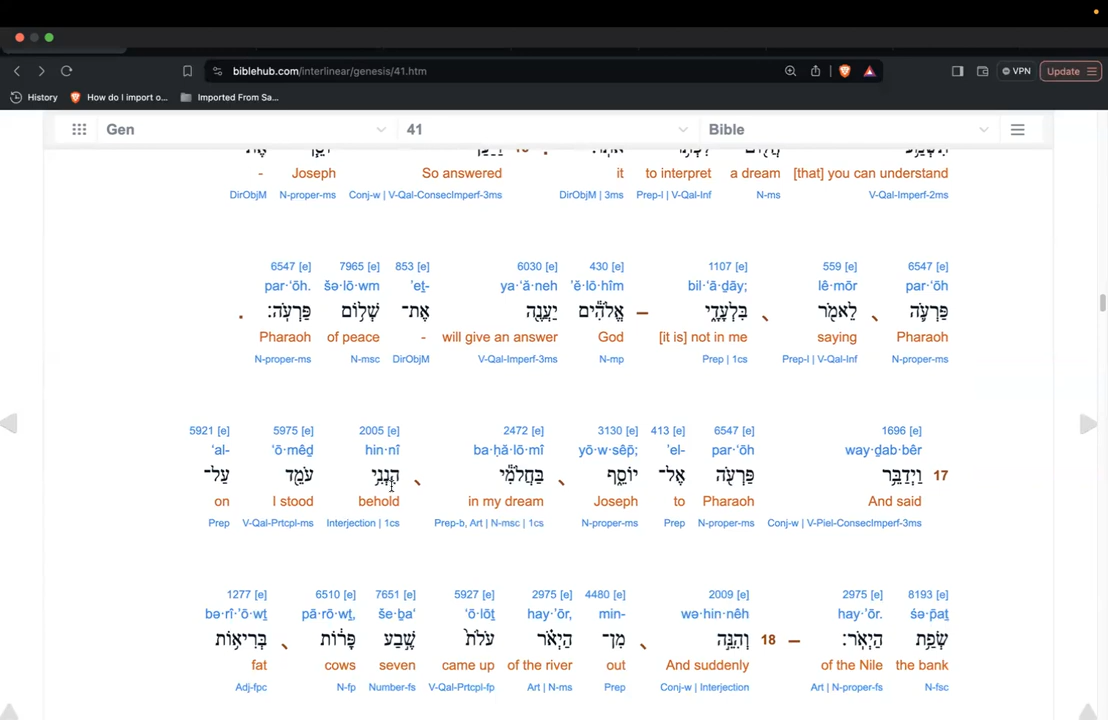 biblehub.com/interlinear/genesis/41.htm
VPN
Update
History
How do I import o...
Imported From Sa...
Gen 41 Bible
- Joseph So answered it to interpret a dream [that] you can understand
DirObjM N-proper-ms Conj-w | V-Qal-ConsecImperf-3ms DirObjM | 3ms Prep-l | V-Qal-Inf N-ms V-Qal-Imperf-2ms
6547 [e] 7965 [e] 853 [e] 6030 [e] 430 [e] 1107 [e] 559 [e] 6547 [e]
par·‘ōh. šə·lō·wm ’eṯ- ya·‘ă·neh ’ĕ·lō·hîm bil·‘ā·ḏāy; lê·mōr par·‘ōh
פַּרְעֹ֤ה 、 לֵאמֹר֙ 、 בִּלְעָדָ֑י – אֱלֹהִ֕ים יַעֲנֶ֖ה אֶת־ שְׁל֥וֹם פַּרְעֹֽה׃ .
Pharaoh of peace - will give an answer God [it is] not in me saying Pharaoh
N-proper-ms N-msc DirObjM V-Qal-Imperf-3ms N-mp Prep | 1cs Prep-l | V-Qal-Inf N-proper-ms
5921 [e] 5975 [e] 2005 [e] 2472 [e] 3130 [e] 413 [e] 6547 [e] 1696 [e]
‘al- ‘ō·mêḏ hin·nî ba·ḥă·lō·mî yō·w·sêp̄; ’el- par·‘ōh way·ḏab·bêr
17 וַיְדַבֵּ֥ר פַּרְעֹ֖ה אֶל־ יוֹסֵ֑ף 、 בַּחֲלֹמִ֕י 、 הִנְנִ֥י עֹמֵ֖ד עַל־
on I stood behold in my dream Joseph to Pharaoh And said
Prep V-Qal-Prtcpl-ms Interjection | 1cs Prep-b, Art | N-msc | 1cs N-proper-ms Prep N-proper-ms Conj-w | V-Piel-ConsecImperf-3ms
1277 [e] 6510 [e] 7651 [e] 5927 [e] 2975 [e] 4480 [e] 2009 [e] 2975 [e] 8193 [e]
bə·rî·’ō·wṯ pā·rō·wṯ, še·ḇa‘ ‘ō·lōṯ hay·’ōr, min- wə·hin·nêh hay·’ōr. śə·p̄aṯ
שְׂפַ֥ת הַיְאֹֽר׃ – 18 וְהִנֵּ֣ה 、 מִן־ הַיְאֹ֗ר עֹלֹת֙ שֶׁ֣בַע פָּר֔וֹת 、 בְּרִיא֥וֹת
fat cows seven came up of the river out And suddenly of the Nile the bank
Adj-fpc N-fp Number-fs V-Qal-Prtcpl-fp Art | N-ms Prep Conj-w | Interjection Art | N-proper-fs N-fsc